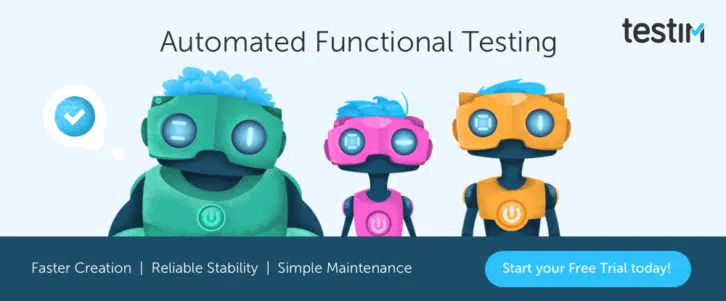 testim
Automated Functional Testing
Faster Creation | Reliable Stability | Simple Maintenance
Start your Free Trial today!